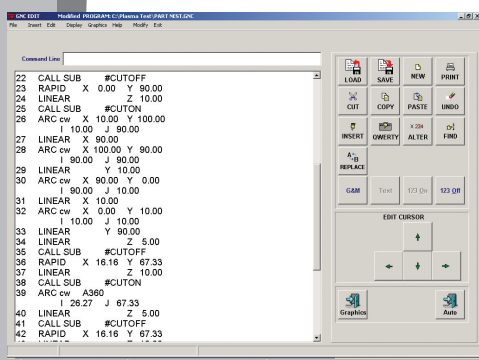 GNC EDIT Modified PROGRAM: C:\Plasma Text\PART NEST.GNC
File Insert Edit Display Graphics Help Modify Exit
Command Line
22 CALL SUB #CUTOFF
23 RAPID X 0.00 Y 90.00
24 LINEAR Z 10.00
25 CALL SUB #CUTON
26 ARC cw X 10.00 Y 100.00
I 10.00 J 90.00
27 LINEAR X 90.00
28 ARC cw X 100.00 Y 90.00
I 90.00 J 90.00
29 LINEAR Y 10.00
30 ARC cw X 90.00 Y 0.00
I 90.00 J 10.00
31 LINEAR X 10.00
32 ARC cw X 0.00 Y 10.00
I 10.00 J 10.00
33 LINEAR Y 90.00
34 LINEAR Z 5.00
35 CALL SUB #CUTOFF
36 RAPID X 16.16 Y 67.33
37 LINEAR Z 10.00
38 CALL SUB #CUTON
39 ARC cw A360
I 26.27 J 67.33
40 LINEAR Z 5.00
41 CALL SUB #CUTOFF
42 RAPID X 16.16 Y 67.33
LOAD SAVE NEW PRINT
CUT COPY PASTE UNDO
X 234
INSERT QWERTY ALTER FIND
A
B
REPLACE
G&M Text 123 On 123 Off
EDIT CURSOR
Graphics Auto